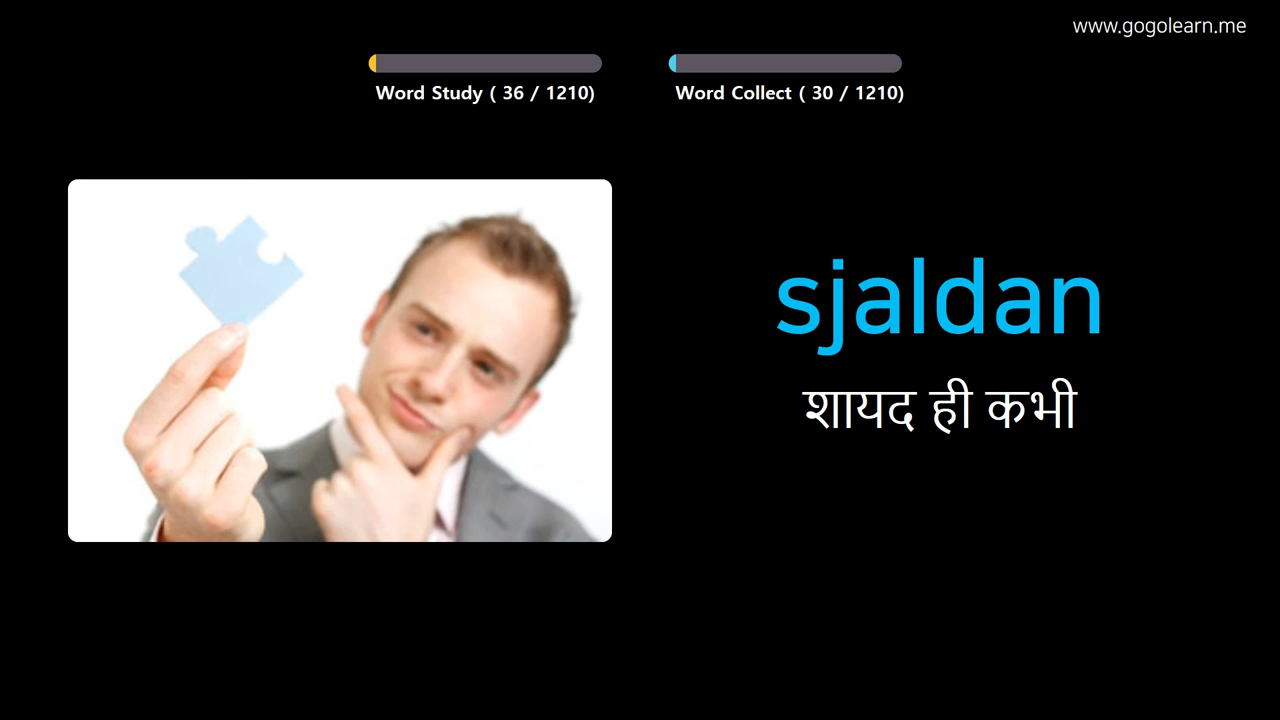 www.gogolearn.me
Word Study ( 36 / 1210)
Word Collect ( 30 / 1210)
sjaldan
शायद ही कभी